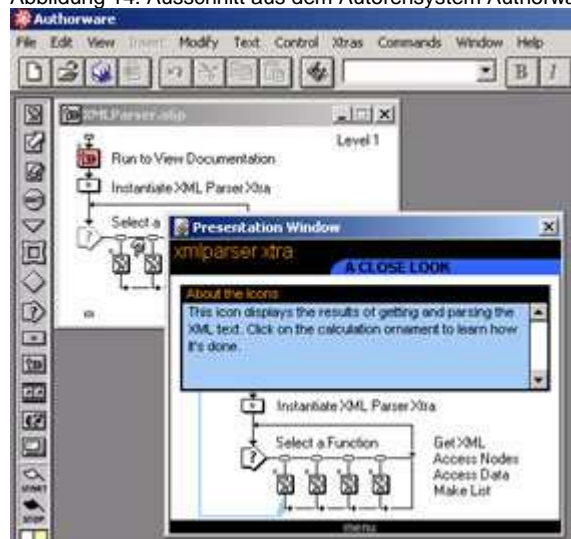 Abbildung 14: Ausschnitt aus dem Autorensystem Authorwa
Authorware
File Edit View Insert Modify Text Control Xtras Commands Window Help
B I
XMLParser
Level 1
Run to View Documentation
Instantiate XML Parser Xtra
Select a
Presentation Window
xmlparser xtra
A CLOSE LOOK
About the Icons
This icon displays the results of getting and parsing the
XML text. Click on the calculation ornament to learn how
it's done.
Instantiate XML Parser Xtra
Select a Function
Get XML
Access Nodes
Access Data
Make List
START
STOP
menu